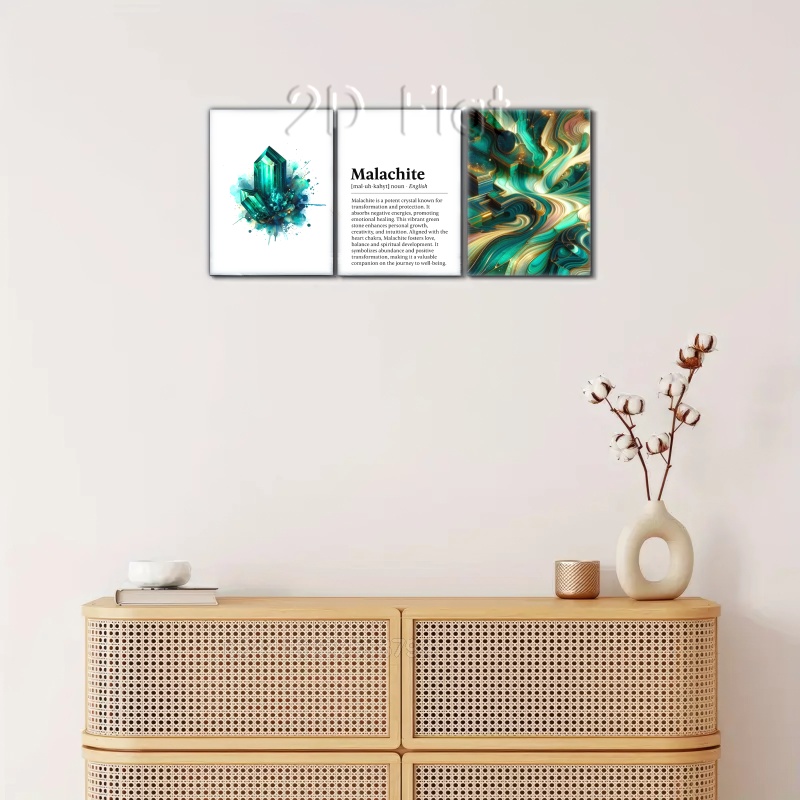 2D Flat
Malachite
[mal-uh-kahyt] noun · English
Malachite is a potent crystal known for
transformation and protection. It
absorbs negative energies, promoting
emotional healing. This vibrant green
stone enhances personal growth,
creativity, and intuition. Aligned with the
heart chakra, Malachite fosters love,
balance and spiritual development. It
symbolizes abundance and positive
transformation, making it a valuable
companion on the journey to well-being.